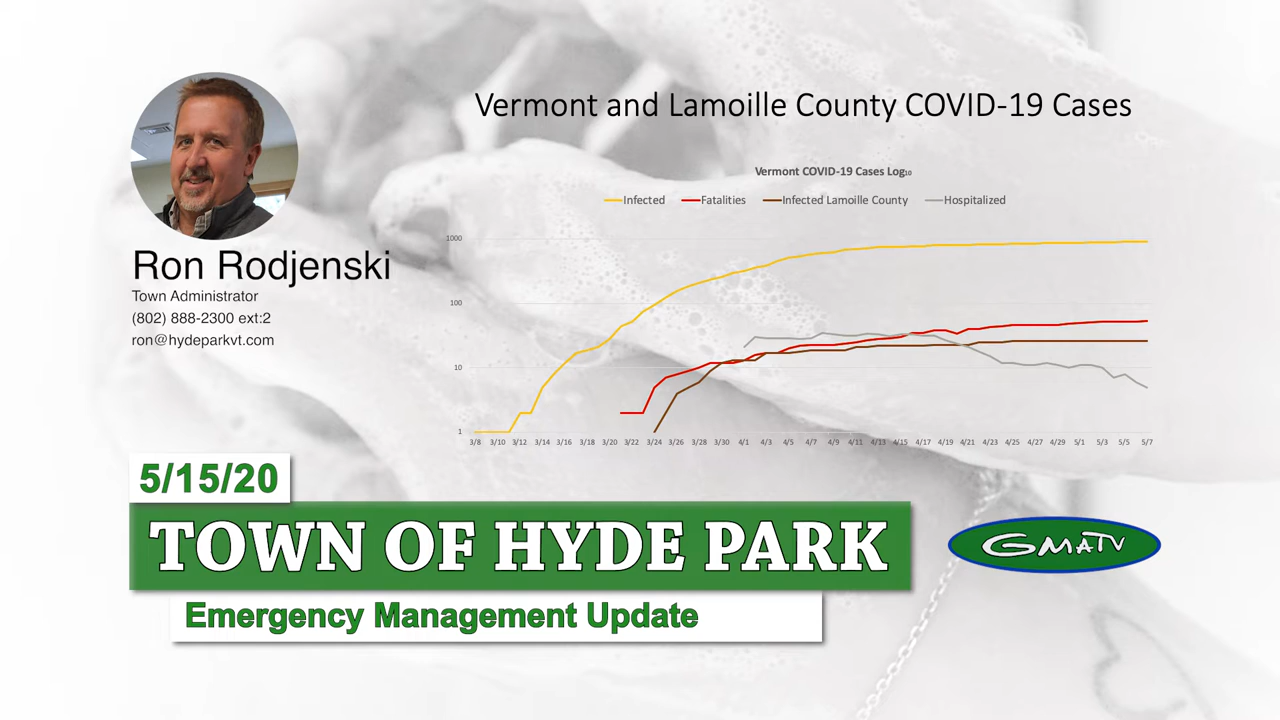 Vermont and Lamoille County COVID-19 Cases
Vermont COVID-19 Cases Log₁₀
Infected Fatalities Infected Lamoille County Hospitalized
1000
100
10
1
3/8 3/10 3/12 3/14 3/16 3/18 3/20 3/22 3/24 3/26 3/28 3/30 4/1 4/3 4/5 4/7 4/9 4/11 4/13 4/15 4/17 4/19 4/21 4/23 4/25 4/27 4/29 5/1 5/3 5/5 5/7
Ron Rodjenski
Town Administrator
(802) 888-2300 ext:2
ron@hydeparkvt.com
5/15/20
TOWN OF HYDE PARK
Emergency Management Update
GMATV